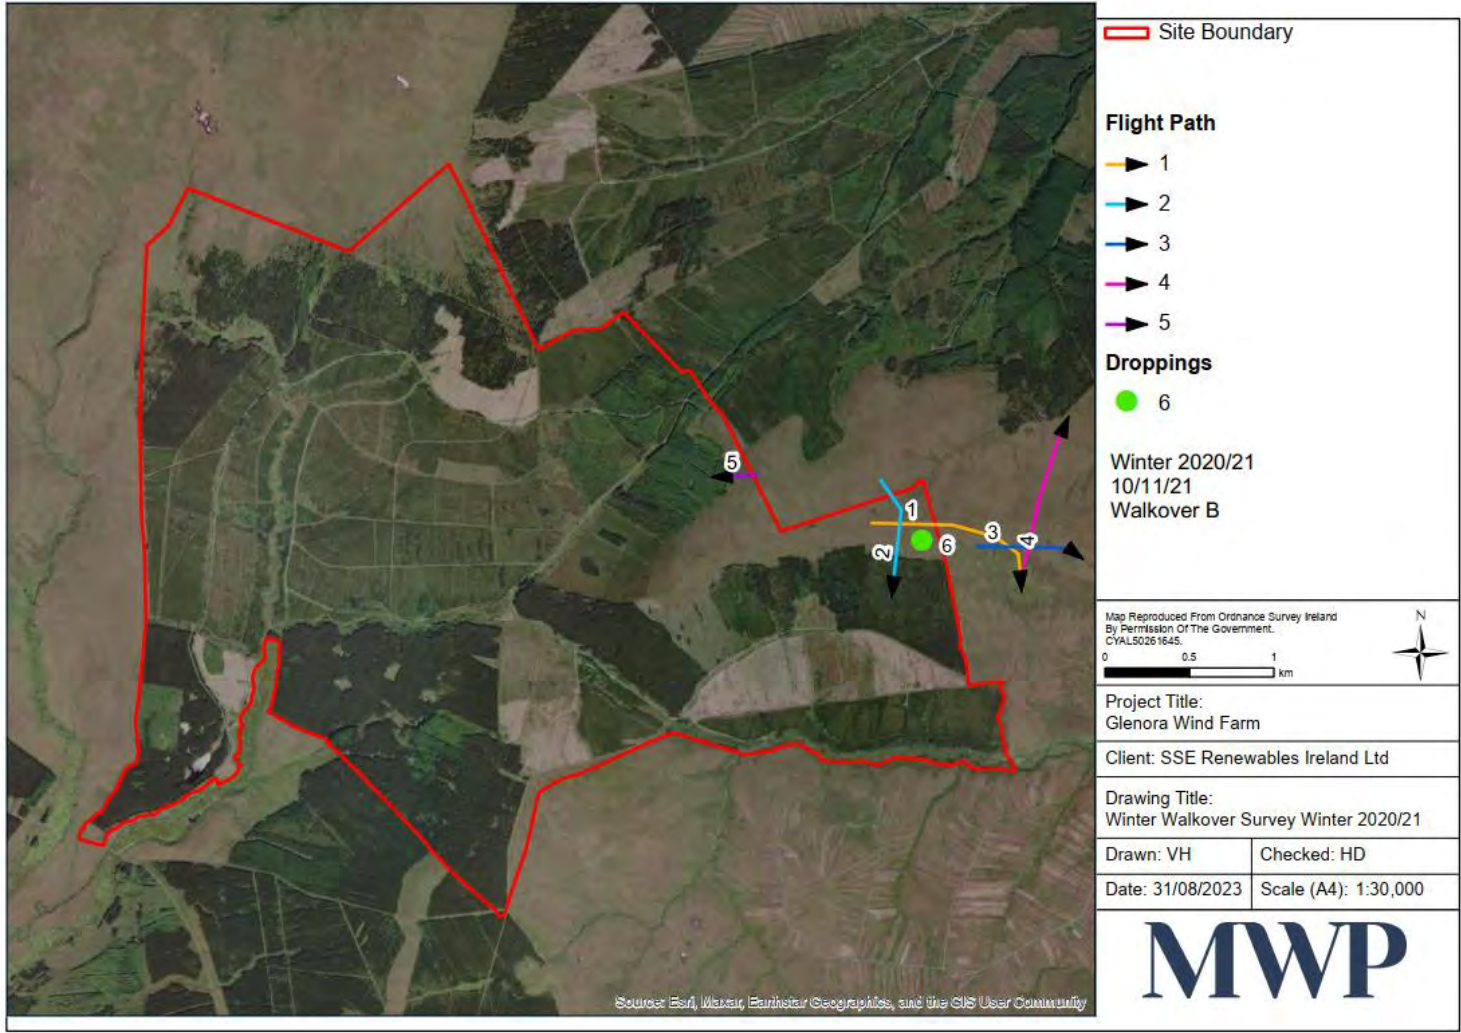 Site Boundary
Flight Path
1
2
3
4
5
Droppings
6
Winter 2020/21
10/11/21
Walkover B
5
1
2
3
4
6
Map Reproduced From Ordnance Survey Ireland
By Permission Of The Government.
CYAL50261645.
0 0.5 1
km
N
Project Title:
Glenora Wind Farm
Client: SSE Renewables Ireland Ltd
Drawing Title:
Winter Walkover Survey Winter 2020/21
Drawn: VH Checked: HD
Date: 31/08/2023 Scale (A4): 1:30,000
MWP
Source: Esri, Maxar, Earthstar Geographics, and the GIS User Community